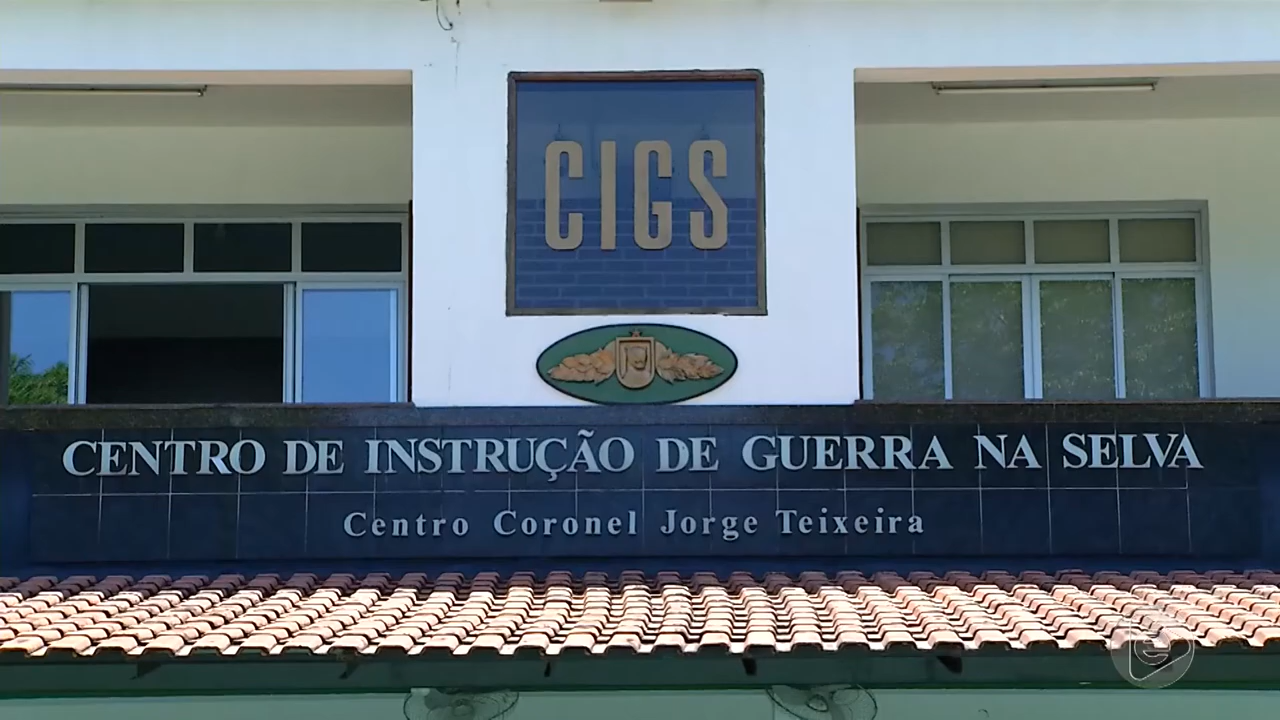 CIGS
CENTRO DE INSTRUÇÃO DE GUERRA NA SELVA
Centro Coronel Jorge Teixeira